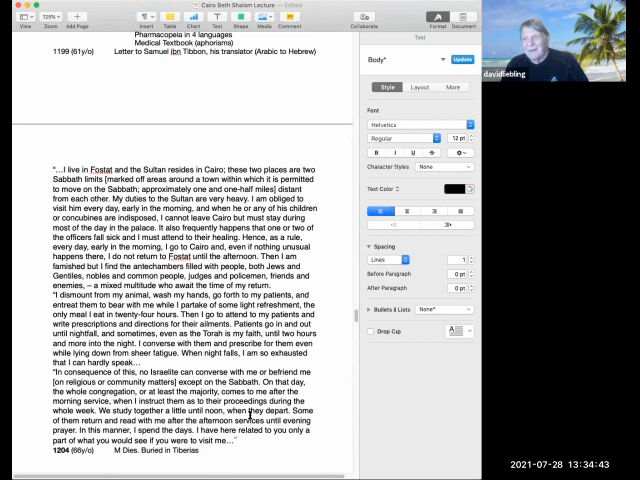 Cairo Beth Shalom Lecture — Edited
125%
View
Zoom
Add Page
Insert
Table
Chart
Text
Shape
Media
Comment
Collaborate
Format
Document
Pharmacopeia in 4 languages
Medical Textbook (aphorisms)
1199 (61y/o) Letter to Samuel ibn Tibbon, his translator (Arabic to Hebrew)
"…I live in Fostat and the Sultan resides in Cairo; these two places are two
Sabbath limits [marked off areas around a town within which it is permitted
to move on the Sabbath; approximately one and one-half miles] distant
from each other. My duties to the Sultan are very heavy. I am obliged to
visit him every day, early in the morning, and when he or any of his children
or concubines are indisposed, I cannot leave Cairo but must stay during
most of the day in the palace. It also frequently happens that one or two of
the officers fall sick and I must attend to their healing. Hence, as a rule,
every day, early in the morning, I go to Cairo and, even if nothing unusual
happens there, I do not return to Fostat until the afternoon. Then I am
famished but I find the antechambers filled with people, both Jews and
Gentiles, nobles and common people, judges and policemen, friends and
enemies, – a mixed multitude who await the time of my return.
"I dismount from my animal, wash my hands, go forth to my patients, and
entreat them to bear with me while I partake of some light refreshment, the
only meal I eat in twenty-four hours. Then I go to attend to my patients and
write prescriptions and directions for their ailments. Patients go in and out
until nightfall, and sometimes, even as the Torah is my faith, until two hours
and more into the night. I converse with them and prescribe for them even
while lying down from sheer fatigue. When night falls, I am so exhausted
that I can hardly speak…
"In consequence of this, no Israelite can converse with me or befriend me
[on religious or community matters] except on the Sabbath. On that day,
the whole congregation, or at least the majority, comes to me after the
morning service, when I instruct them as to their proceedings during the
whole week. We study together a little until noon, when they depart. Some
of them return and read with me after the afternoon services until evening
prayer. In this manner, I spend the days. I have here related to you only a
part of what you would see if you were to visit me…"
1204 (66y/o) M Dies. Buried in Tiberias
Text
Body*
Update
Style
Layout
More
Font
Helvetica
Regular
12 pt
B I U S
Character Styles
None
Text Color
Spacing
Lines
1
Before Paragraph
0 pt
After Paragraph
0 pt
Bullets & Lists
None*
Drop Cap
davidliebling
2021-07-28 13:34:43